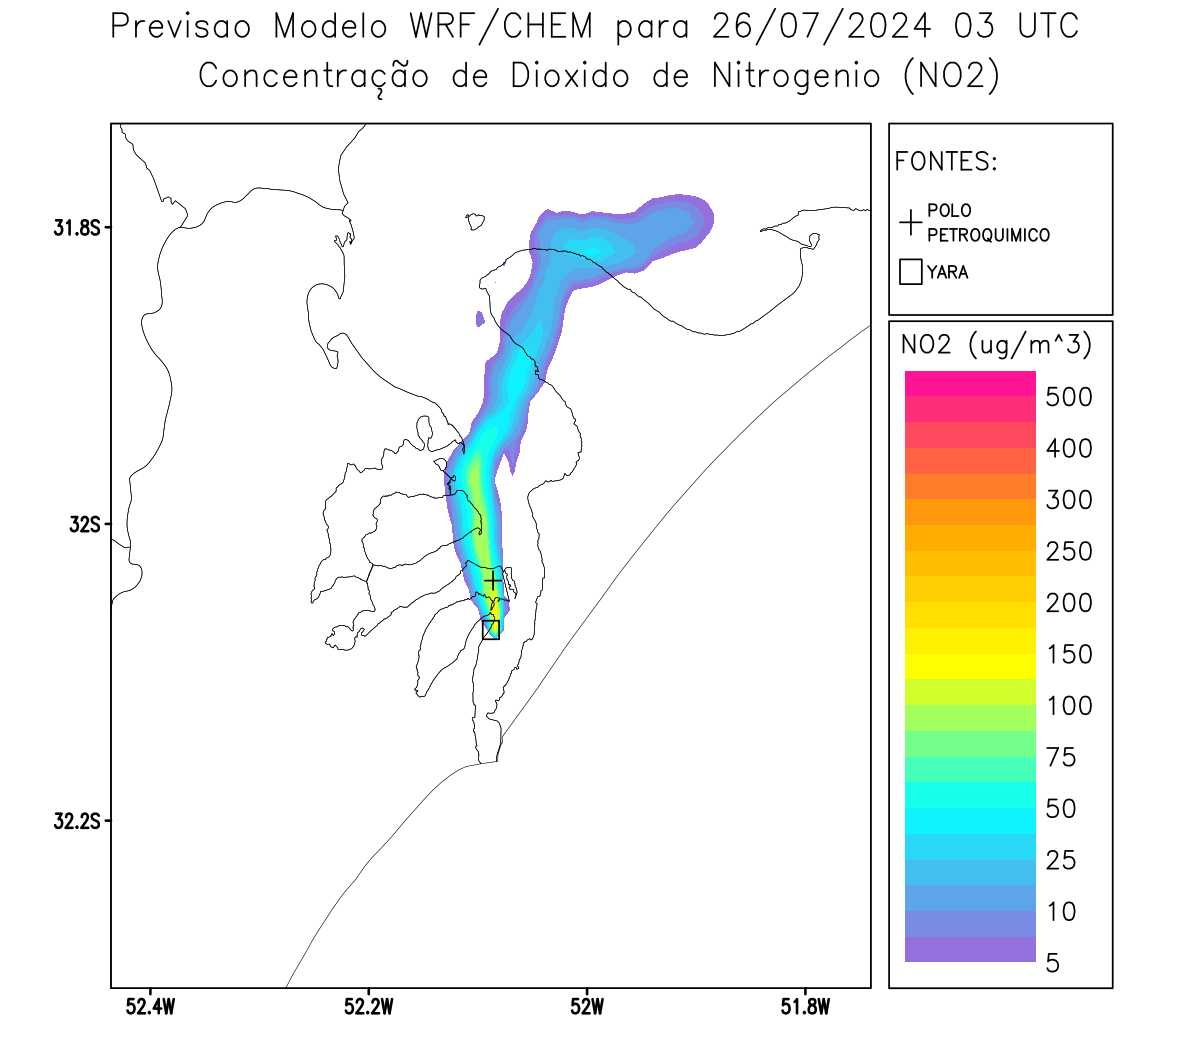 Previsao Modelo WRF/CHEM para 26/07/2024 03 UTC
Concentração de Dioxido de Nitrogenio (NO2)
FONTES:
POLO
PETROQUIMICO
YARA
31.8S
32S
32.2S
52.4W
52.2W
52W
51.8W
NO2 (ug/m^3)
500
400
300
250
200
150
100
75
50
25
10
5